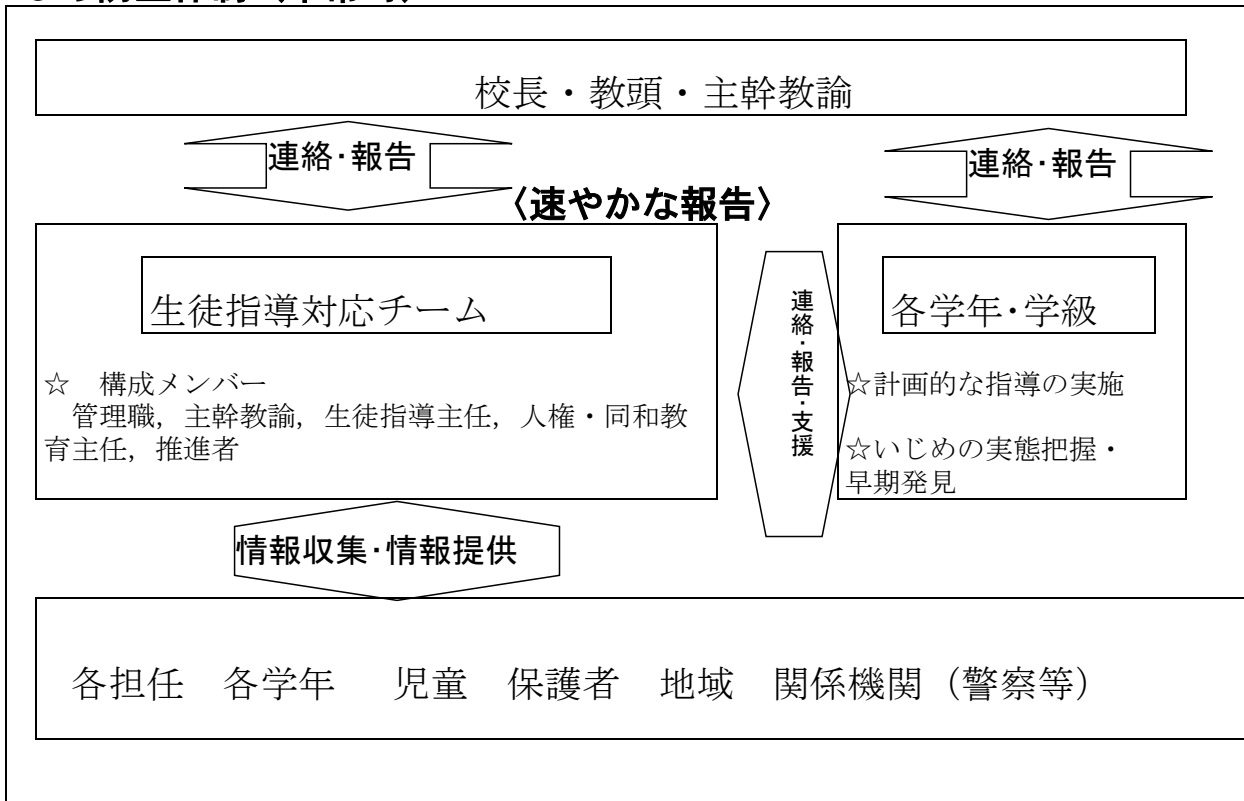 校長・教頭・主幹教諭
連絡・報告
連絡・報告
〈速やかな報告〉
生徒指導対応チーム
☆　構成メンバー
管理職，主幹教諭，生徒指導主任，人権・同和教
育主任，推進者
連絡・報告・支援
各学年・学級
☆計画的な指導の実施
☆いじめの実態把握・
早期発見
情報収集・情報提供
各担任　各学年　児童　保護者　地域　関係機関（警察等）